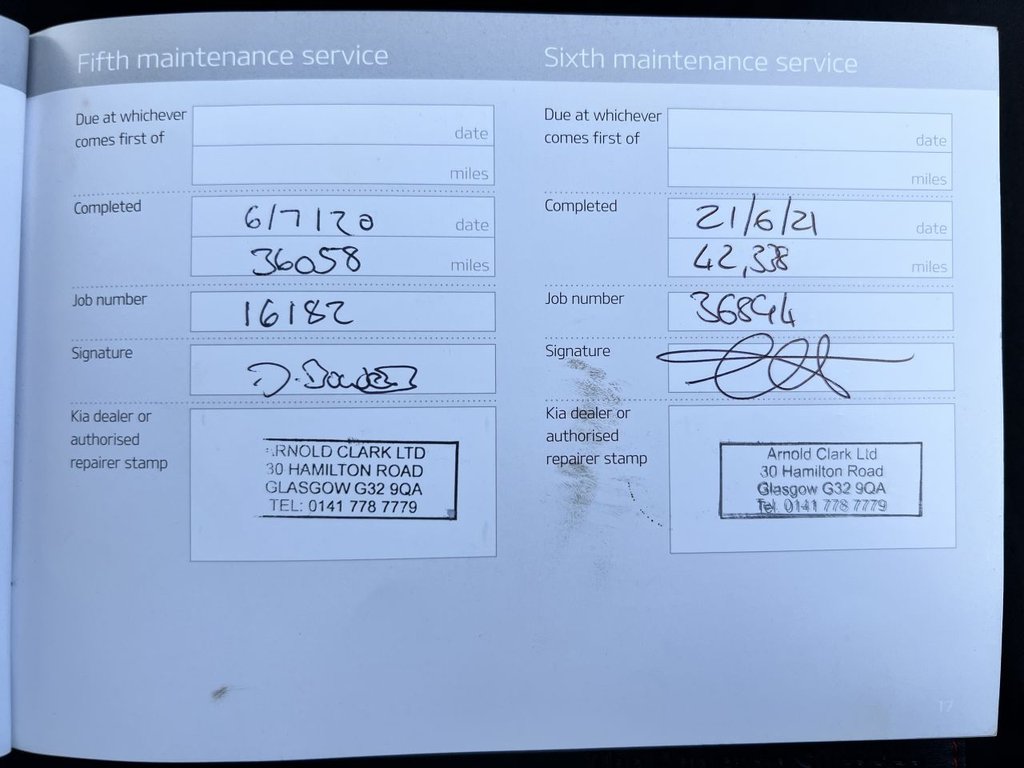 Fifth maintenance service
Due at whichever
comes first of
date
miles
Completed
6/7/20
date
36058
miles
Job number
16182
Signature
Kia dealer or
authorised
repairer stamp
ARNOLD CLARK LTD
30 HAMILTON ROAD
GLASGOW G32 9QA
TEL: 0141 778 7779
Sixth maintenance service
Due at whichever
comes first of
date
miles
Completed
21/6/21
date
42,338
miles
Job number
36894
Signature
Kia dealer or
authorised
repairer stamp
Arnold Clark Ltd
30 Hamilton Road
Glasgow G32 9QA
Tel. 0141 778 7779
17